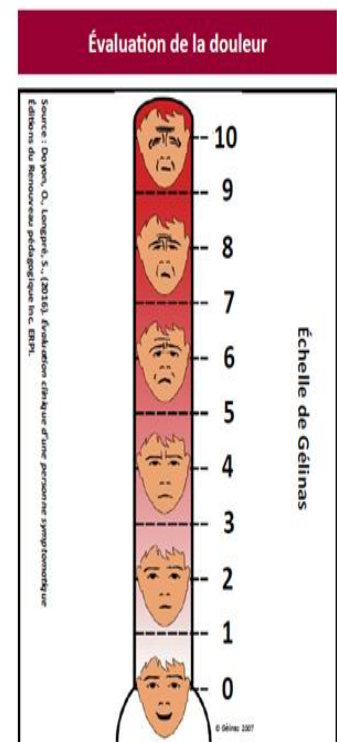 Évaluation de la douleur
10
9
8
7
6
5
4
3
2
1
0
Échelle de Gélinas
Source : Doyon, O., Longpré, S., (2016). Évaluation clinique d'une personne symptomatique
Éditions du Renouveau pédagogique Inc. ERPI.
© Gélinas 2007